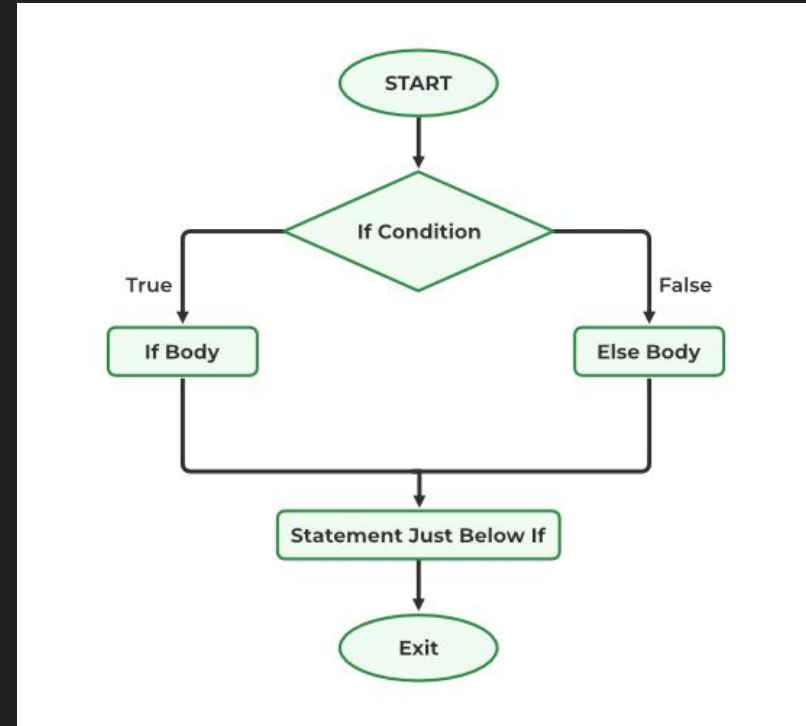 START
If Condition
True
False
If Body
Else Body
Statement Just Below If
Exit